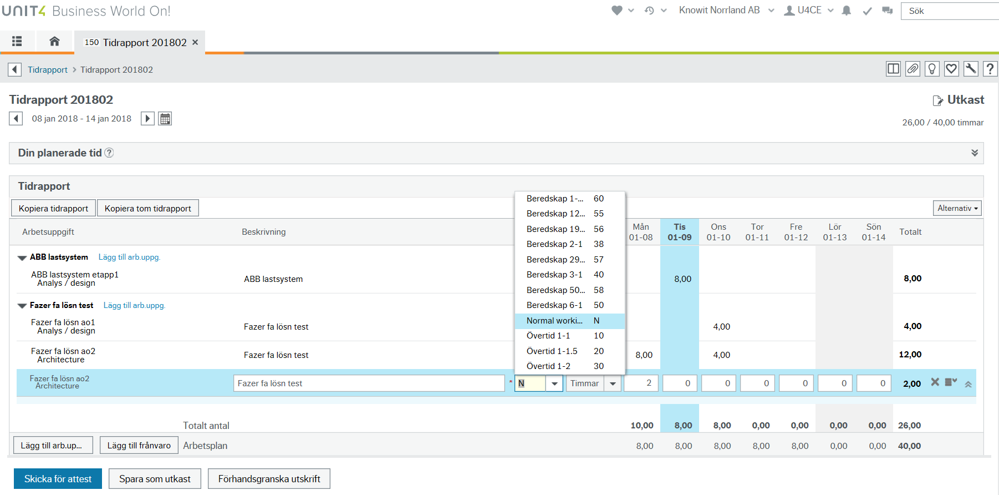 UNIT4 Business World On!
Knowit Norrland AB
U4CE
Sök
150 Tidrapport 201802
Tidrapport > Tidrapport 201802
Tidrapport 201802
Utkast
08 jan 2018 - 14 jan 2018
26,00 / 40,00 timmar
Din planerade tid ?
Tidrapport
Kopiera tidrapport
Kopiera tom tidrapport
Alternativ
Beredskap 1-... 60
Beredskap 12... 55
Beredskap 19... 56
Beredskap 2-1 38
Beredskap 29... 57
Beredskap 3-1 40
Beredskap 50... 58
Beredskap 6-1 50
Normal worki... N
Övertid 1-1 10
Övertid 1-1.5 20
Övertid 1-2 30
Arbetsuppgift Beskrivning Mån 01-08 Tis 01-09 Ons 01-10 Tor 01-11 Fre 01-12 Lör 01-13 Sön 01-14 Totalt
ABB lastsystem Lägg till arb.uppg.
ABB lastsystem etapp1
Analys / design
ABB lastsystem 8,00 8,00
Fazer fa lösn test Lägg till arb.uppg.
Fazer fa lösn ao1
Analys / design
Fazer fa lösn test 4,00 4,00
Fazer fa lösn ao2
Architecture
Fazer fa lösn test 8,00 4,00 12,00
Fazer fa lösn ao2
Architecture
Fazer fa lösn test * N Timmar 2 0 0 0 0 0 0 2,00
Totalt antal 10,00 8,00 8,00 0,00 0,00 0,00 0,00 26,00
Lägg till arb.up... Lägg till frånvaro Arbetsplan 8,00 8,00 8,00 8,00 8,00 0,00 0,00 40,00
Skicka för attest
Spara som utkast
Förhandsgranska utskrift